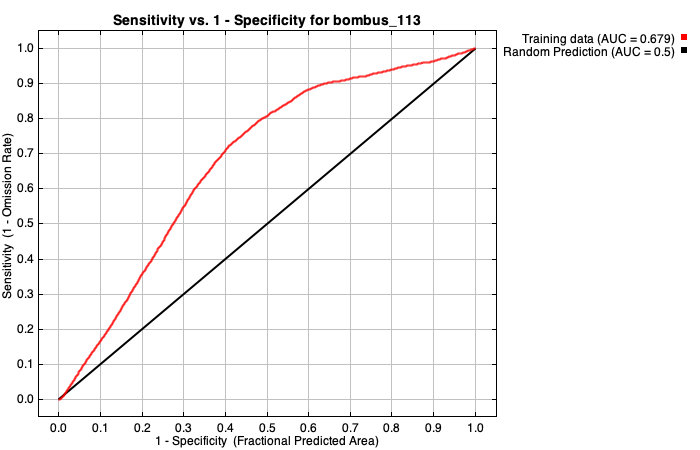 Sensitivity vs. 1 - Specificity for bombus_113
Training data (AUC = 0.679)
Random Prediction (AUC = 0.5)
Sensitivity (1 - Omission Rate)
1.0
0.9
0.8
0.7
0.6
0.5
0.4
0.3
0.2
0.1
0.0
0.0 0.1 0.2 0.3 0.4 0.5 0.6 0.7 0.8 0.9 1.0
1 - Specificity (Fractional Predicted Area)